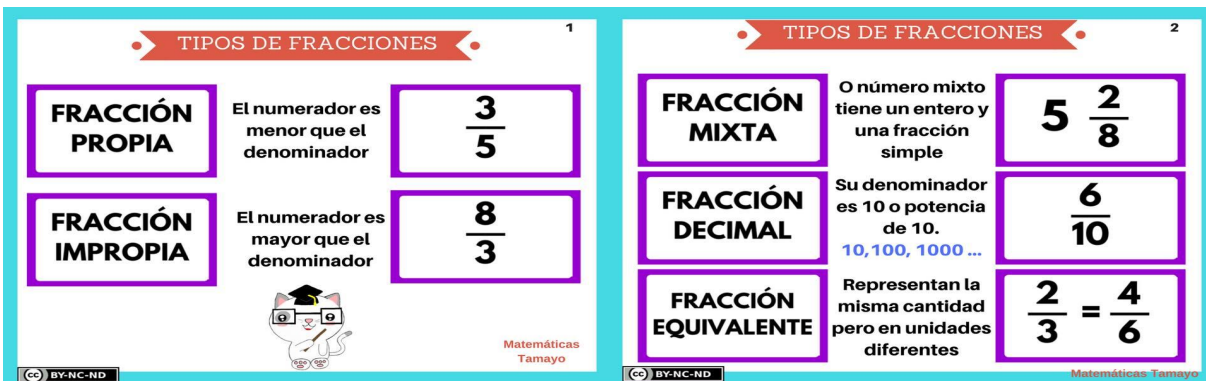 1
TIPOS DE FRACCIONES
FRACCIÓN
PROPIA
El numerador es
menor que el
denominador
3
5
FRACCIÓN
IMPROPIA
El numerador es
mayor que el
denominador
8
3
Matemáticas
Tamayo
cc BY-NC-ND
2
TIPOS DE FRACCIONES
FRACCIÓN
MIXTA
O número mixto
tiene un entero y
una fracción
simple
5 2
8
FRACCIÓN
DECIMAL
Su denominador
es 10 o potencia
de 10.
10,100, 1000 ...
6
10
FRACCIÓN
EQUIVALENTE
Representan la
misma cantidad
pero en unidades
diferentes
2 = 4
3 6
cc BY-NC-ND
Matemáticas Tamayo